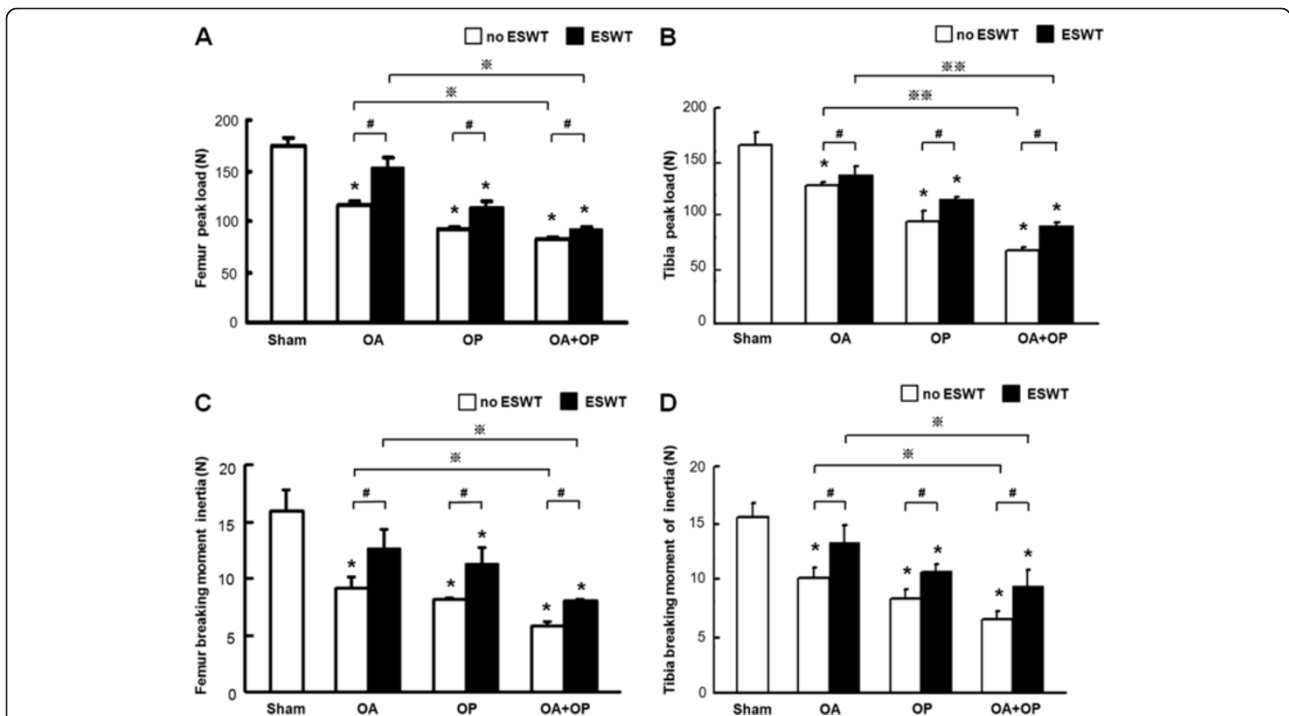 A
no ESWT ESWT
※
※
# # #
* * * * *
Femur peak load (N)
200
150
100
50
0
Sham OA OP OA+OP
B
no ESWT ESWT
※※
※※
# # #
* * * * *
Tibia peak load (N)
200
150
100
50
0
Sham OA OP OA+OP
C
no ESWT ESWT
※
※
# # #
* * * * *
Femur breaking moment inertia (N)
20
15
10
5
0
Sham OA OP OA+OP
D
no ESWT ESWT
※
※
# # #
* * * * *
Tibia breaking moment of inertia (N)
20
15
10
5
0
Sham OA OP OA+OP